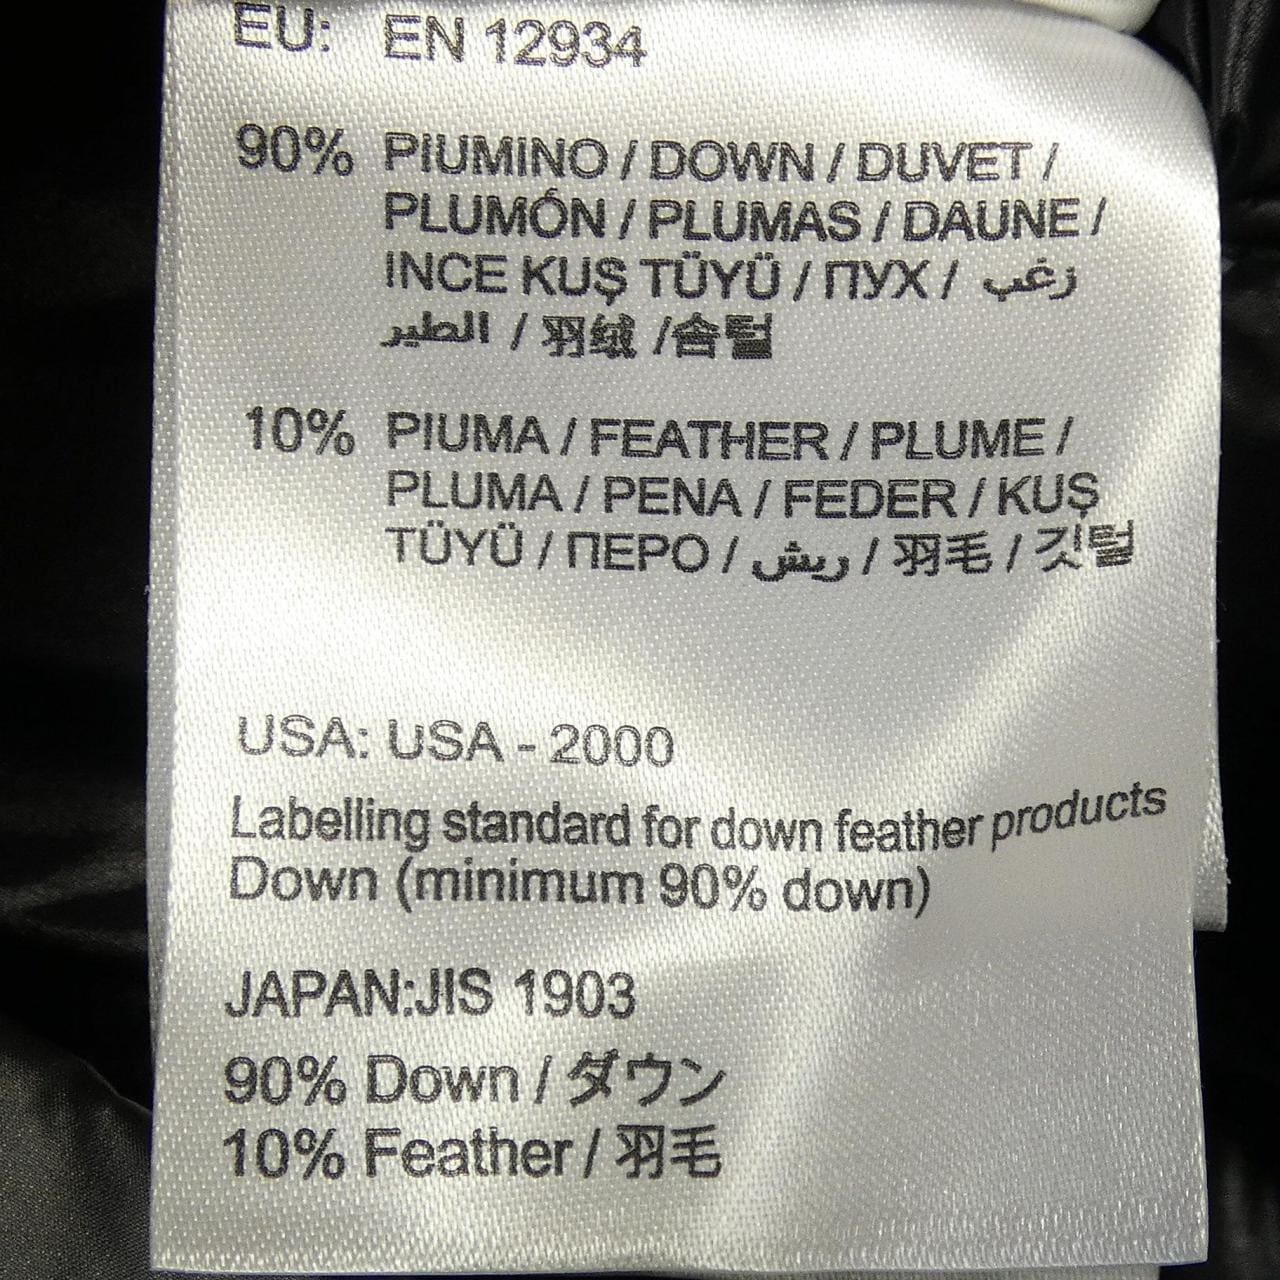 EU: EN 12934
90% PIUMINO / DOWN / DUVET /
PLUMÓN / PLUMAS / DAUNE /
INCE KUŞ TÜYÜ / ПУХ / زغب
الطير / 羽绒 /솜털
10% PIUMA / FEATHER / PLUME /
PLUMA / PENA / FEDER / KUŞ
TÜYÜ / ПЕРО / ريش / 羽毛 / 깃털
USA: USA - 2000
Labelling standard for down feather products
Down (minimum 90% down)
JAPAN:JIS 1903
90% Down / ダウン
10% Feather / 羽毛